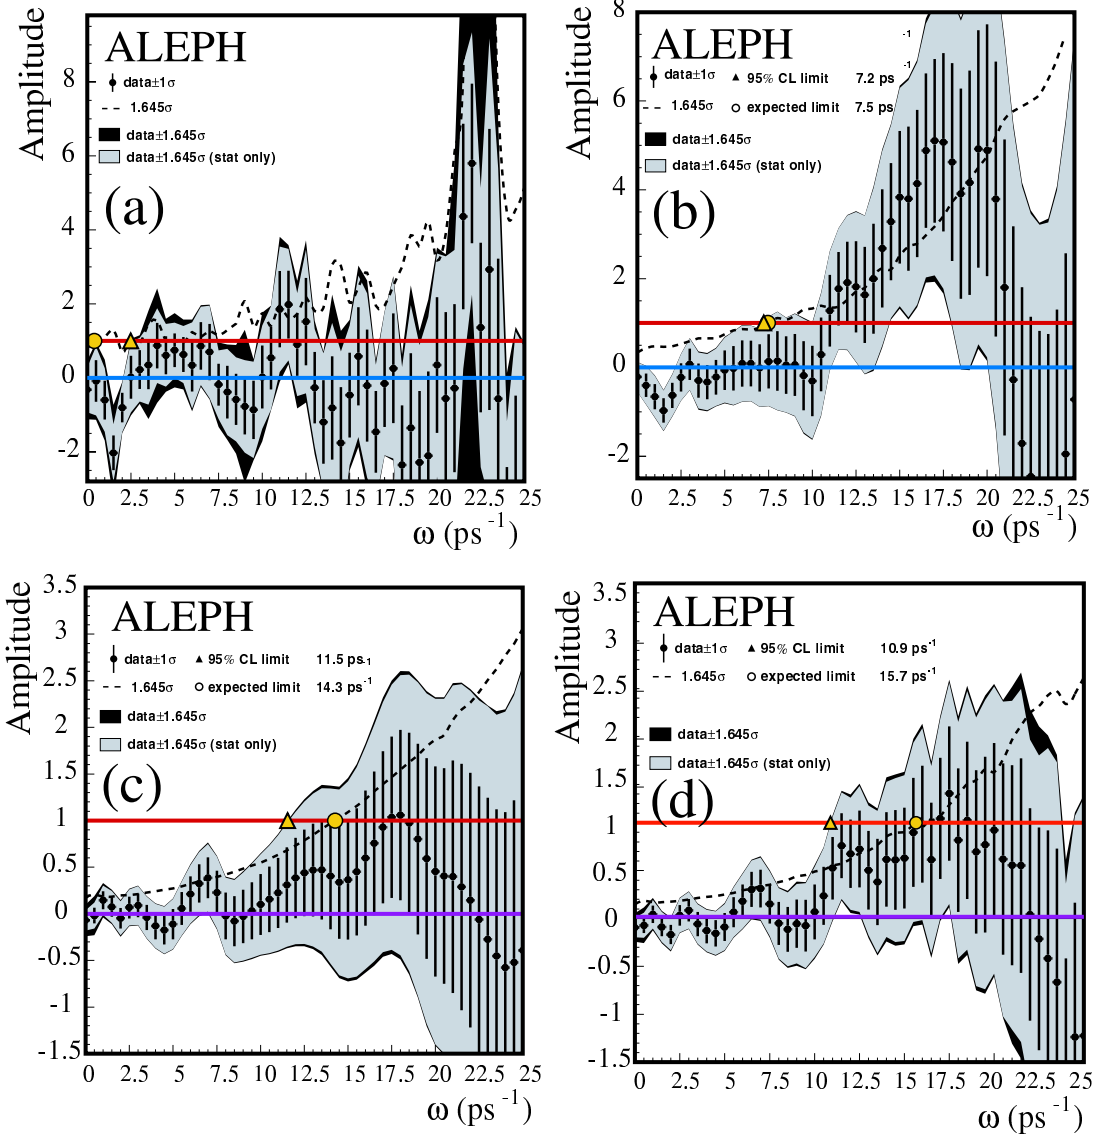 Amplitude
ALEPH
data±1σ
1.645σ
data±1.645σ
data±1.645σ (stat only)
(a)
8
6
4
2
0
-2
0 2.5 5 7.5 10 12.5 15 17.5 20 22.5 25
ω (ps -1)
Amplitude
ALEPH
-1
data±1σ 95% CL limit 7.2 ps -1
1.645σ expected limit 7.5 ps
data±1.645σ
data±1.645σ (stat only)
(b)
8
6
4
2
0
-2
0 2.5 5 7.5 10 12.5 15 17.5 20 22.5 25
ω (ps -1)
Amplitude
ALEPH
data±1σ 95% CL limit 11.5 ps-1
1.645σ expected limit 14.3 ps-1
data±1.645σ
data±1.645σ (stat only)
(c)
3.5
3
2.5
2
1.5
1
0.5
0
-0.5
-1
-1.5
0 2.5 5 7.5 10 12.5 15 17.5 20 22.5 25
ω (ps -1)
Amplitude
ALEPH
data±1σ 95% CL limit 10.9 ps-1
1.645σ expected limit 15.7 ps-1
data±1.645σ
data±1.645σ (stat only)
(d)
3.5
3
2.5
2
1.5
1
0.5
0
-0.5
-1
-1.5
0 2.5 5 7.5 10 12.5 15 17.5 20 22.5 25
ω (ps -1)